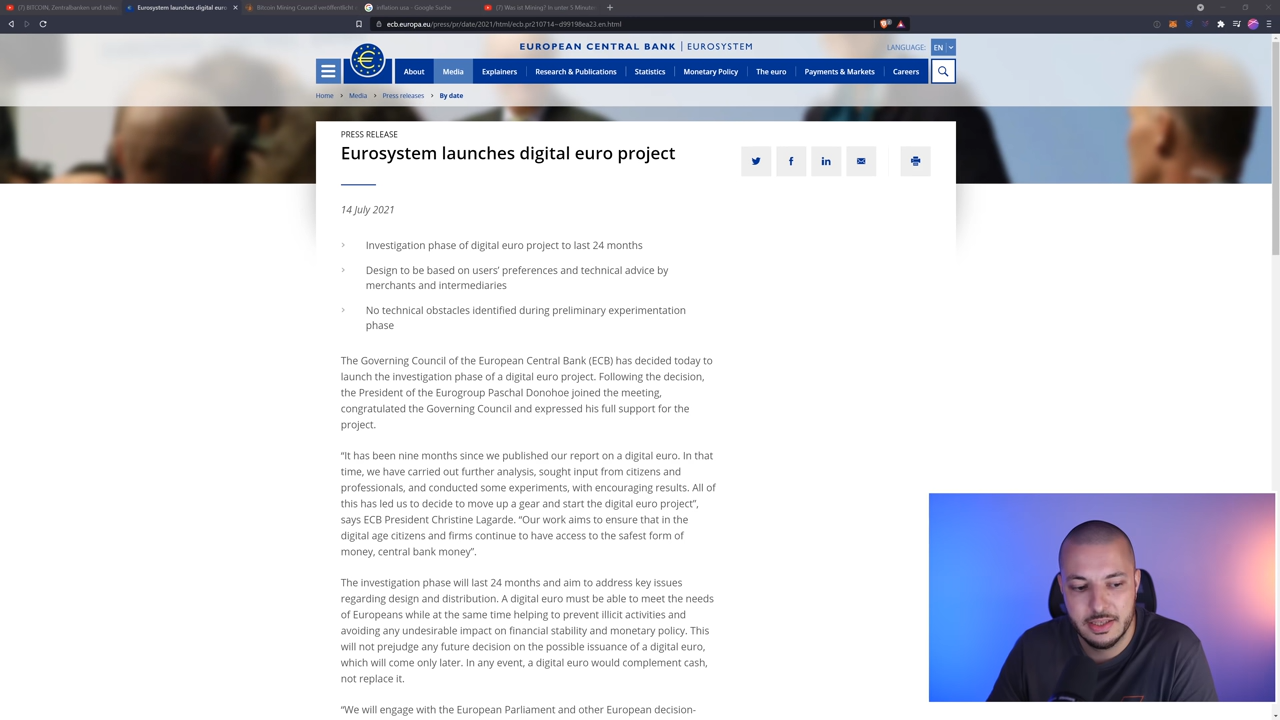 (7) BITCOIN, Zentralbanken und
Eurosystem launches digital euro
Bitcoin Mining Council veröffentlicht
inflation usa - Google Suche
(7) Was ist Mining? In unter 5 Minuten
ecb.europa.eu/press/pr/date/2021/html/ecb.pr210714~d99198ea23.en.html
EUROPEAN CENTRAL BANK | EUROSYSTEM
LANGUAGE: EN
About Media Explainers Research & Publications Statistics Monetary Policy The euro Payments & Markets Careers
Home > Media > Press releases > By date
PRESS RELEASE
Eurosystem launches digital euro project
14 July 2021
Investigation phase of digital euro project to last 24 months
Design to be based on users’ preferences and technical advice by
merchants and intermediaries
No technical obstacles identified during preliminary experimentation
phase
The Governing Council of the European Central Bank (ECB) has decided today to
launch the investigation phase of a digital euro project. Following the decision,
the President of the Eurogroup Paschal Donohoe joined the meeting,
congratulated the Governing Council and expressed his full support for the
project.
“It has been nine months since we published our report on a digital euro. In that
time, we have carried out further analysis, sought input from citizens and
professionals, and conducted some experiments, with encouraging results. All of
this has led us to decide to move up a gear and start the digital euro project”,
says ECB President Christine Lagarde. “Our work aims to ensure that in the
digital age citizens and firms continue to have access to the safest form of
money, central bank money”.
The investigation phase will last 24 months and aim to address key issues
regarding design and distribution. A digital euro must be able to meet the needs
of Europeans while at the same time helping to prevent illicit activities and
avoiding any undesirable impact on financial stability and monetary policy. This
will not prejudge any future decision on the possible issuance of a digital euro,
which will come only later. In any event, a digital euro would complement cash,
not replace it.
“We will engage with the European Parliament and other European decision-